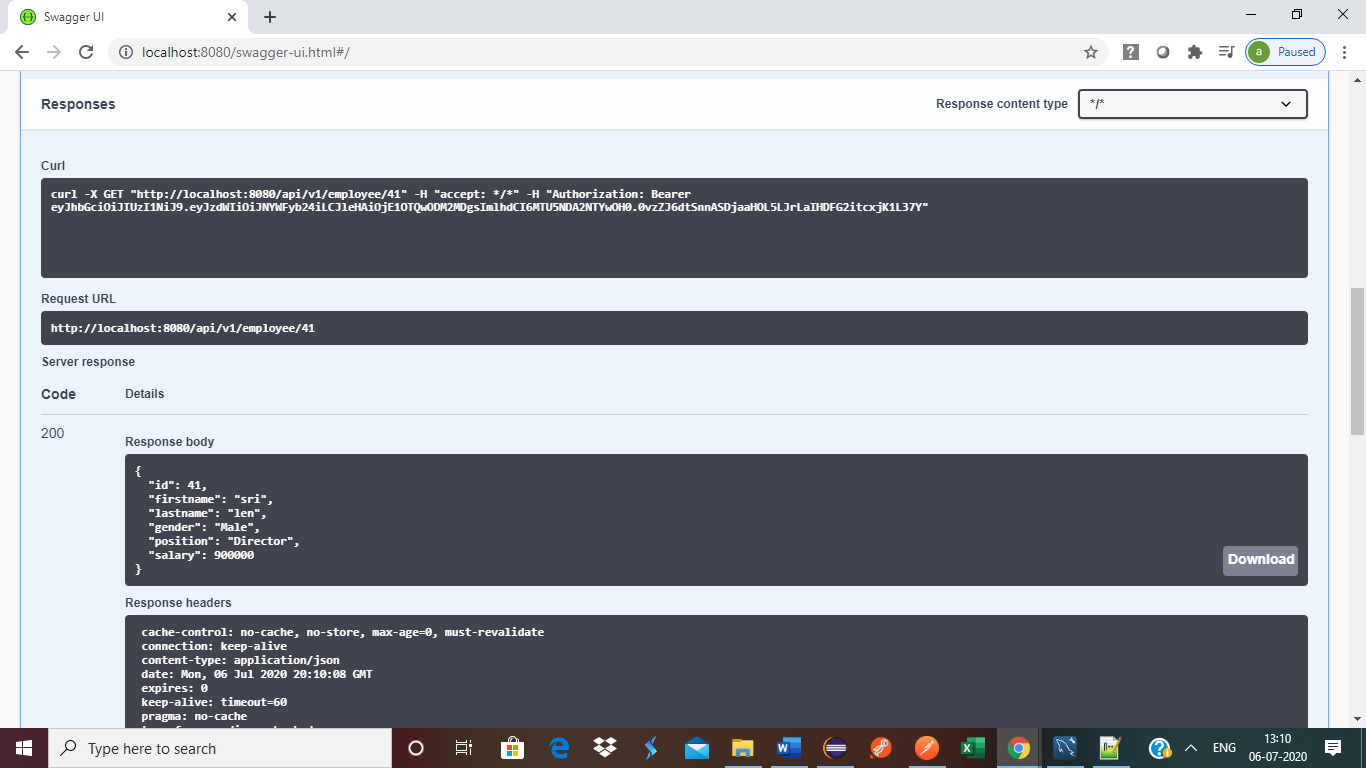 Swagger UI
localhost:8080/swagger-ui.html#/
a Paused
Responses
Response content type */*
Curl
curl -X GET "http://localhost:8080/api/v1/employee/41" -H "accept: */*" -H "Authorization: Bearer
eyJhbGciOiJIUzI1NiJ9.eyJzdWIiOiJNYWFyb24iLCJleHAiOjE1OTQwODM2MDgsImlhdCI6MTU5NDA2NTYwOH0.0vzZJ6dtSnnASDjaaHOL5LJrLaIHDFG2itcxjK1L37Y"
Request URL
http://localhost:8080/api/v1/employee/41
Server response
Code Details
200
Response body
{
"id": 41,
"firstname": "sri",
"lastname": "len",
"gender": "Male",
"position": "Director",
"salary": 900000
}
Download
Response headers
cache-control: no-cache, no-store, max-age=0, must-revalidate
connection: keep-alive
content-type: application/json
date: Mon, 06 Jul 2020 20:10:08 GMT
expires: 0
keep-alive: timeout=60
pragma: no-cache
Type here to search
ENG
13:10
06-07-2020